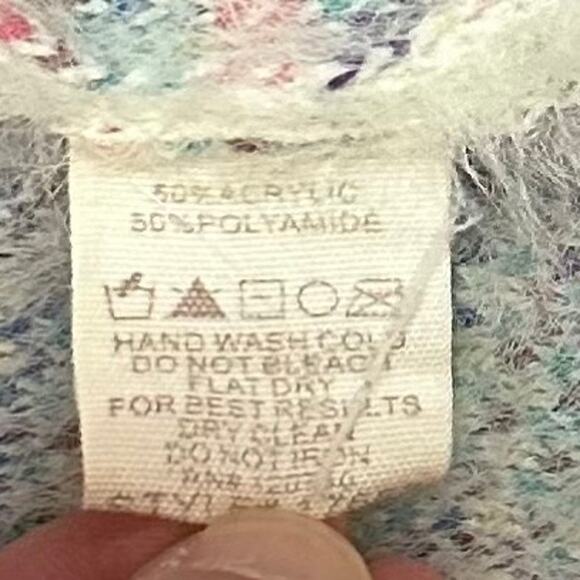 50% ACRYLIC
50% POLYAMIDE
HAND WASH COLD
DO NOT BLEACH
FLAT DRY
FOR BEST RESULTS
DRY CLEAN
DO NOT IRON